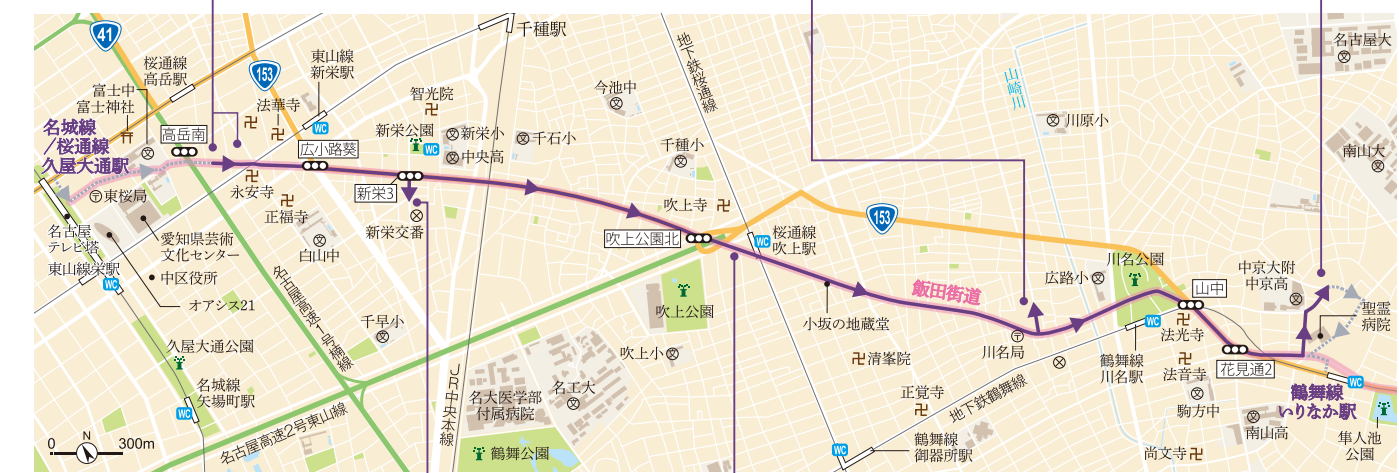 41
桜通線
高岳駅
富士中
富士神社
名城線
/桜通線
久屋大通駅
高岳南
153
法華寺
東山線
新栄駅
WC
広小路葵
智光院
新栄公園
WC
新栄小
中央高
千石小
千種駅
今池中
地下鉄桜通線
千種小
山崎川
川原小
名古屋大
南山大
東桜局
永安寺
正福寺
新栄3
新栄交番
白山中
愛知県芸術
文化センター
名古屋
テレビ塔
東山線栄駅
WC
中区役所
オアシス21
名古屋高速1号楠線
千早小
久屋大通公園
名城線
矢場町駅
WC
名古屋高速2号東山線
0
N
300m
JR中央本線
鶴舞公園
名大医学部
付属病院
名工大
吹上小
吹上公園
吹上公園北
吹上寺
WC
桜通線
吹上駅
153
小坂の地蔵堂
飯田街道
清峯院
正覚寺
WC
鶴舞線
御器所駅
地下鉄鶴舞線
川名局
広路小
川名公園
WC
鶴舞線
川名駅
山中
法光寺
法音寺
駒方中
尚文寺
花見通2
南山高
中京大附
中京高
聖霊
病院
WC
鶴舞線
いりなか駅
隼人池
公園